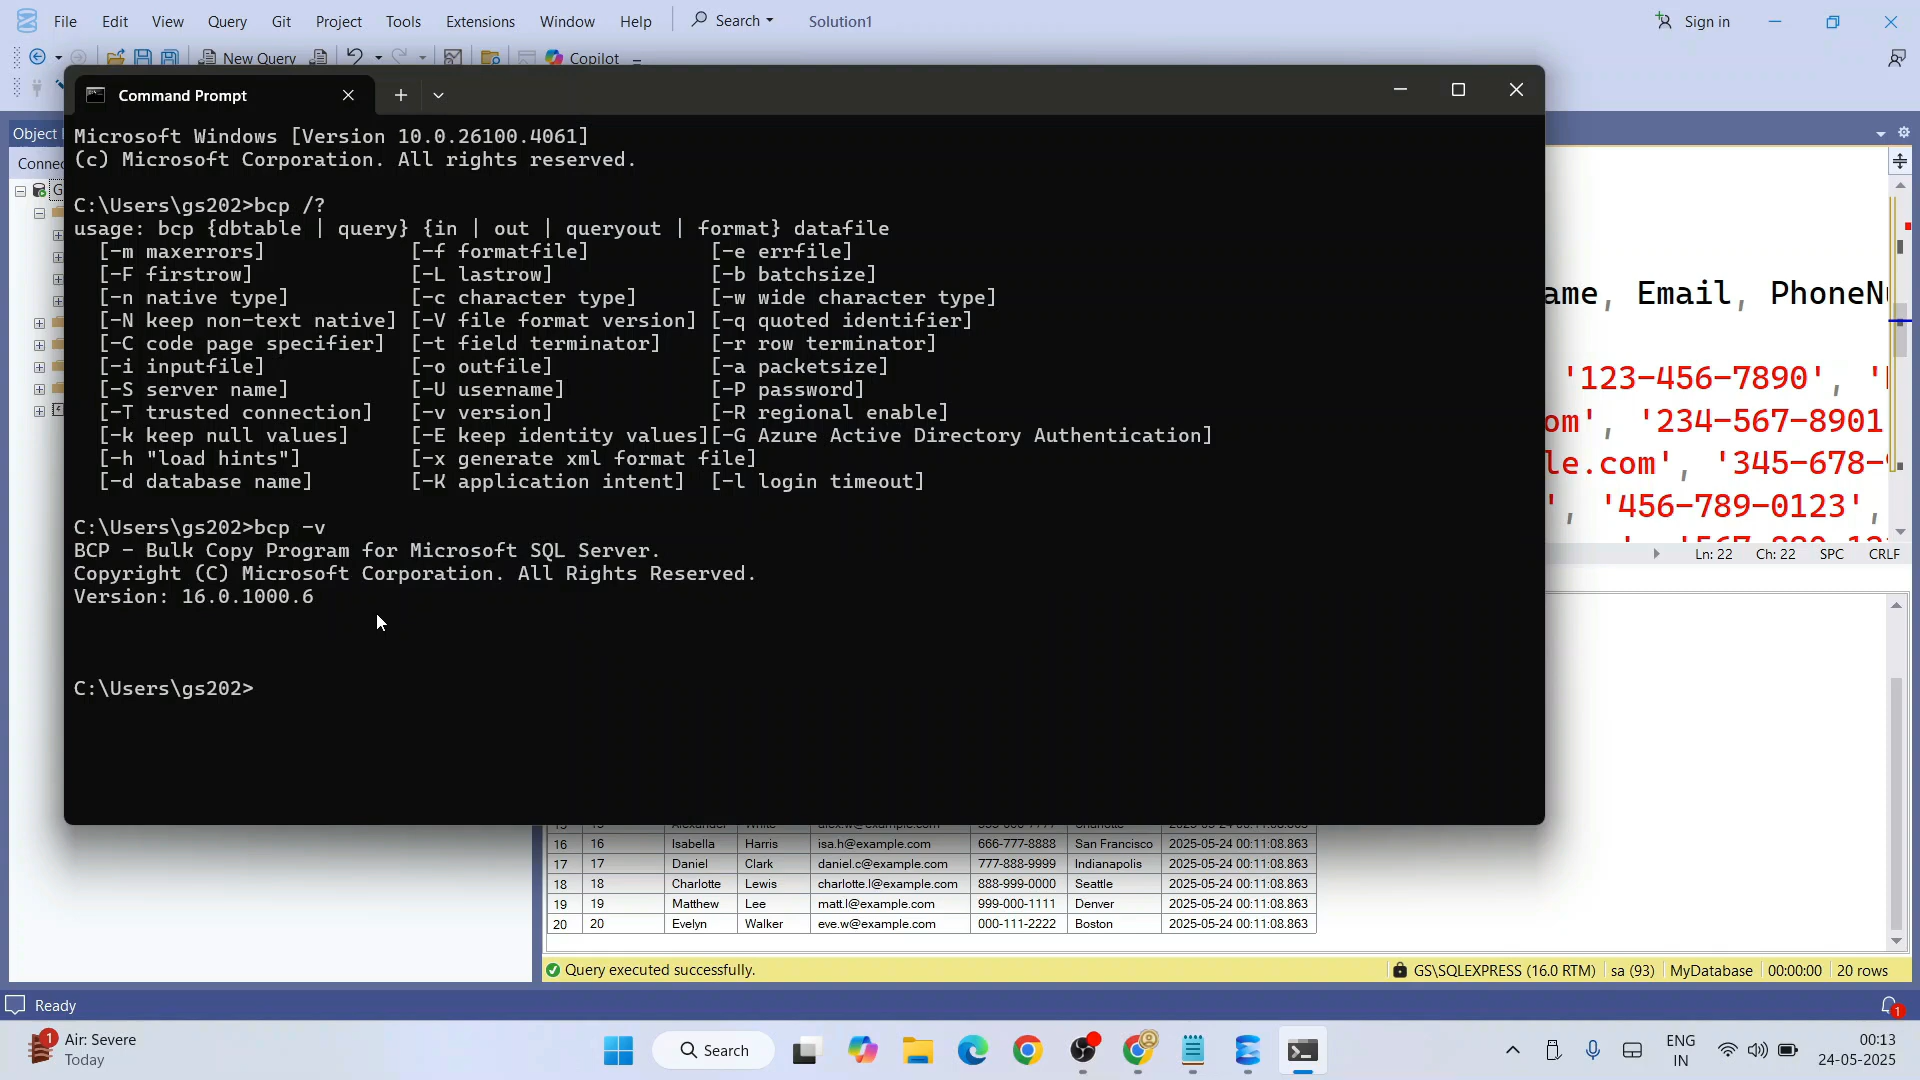 File Edit View Query Git Project Tools Extensions Window Help Search Solution1 Sign in
New Query Copilot
Command Prompt
Object
Connec
G
Microsoft Windows [Version 10.0.26100.4061]
(c) Microsoft Corporation. All rights reserved.
C:\Users\gs202>bcp /?
usage: bcp {dbtable | query} {in | out | queryout | format} datafile
[-m maxerrors] [-f formatfile] [-e errfile]
[-F firstrow] [-L lastrow] [-b batchsize]
[-n native type] [-c character type] [-w wide character type]
[-N keep non-text native] [-V file format version] [-q quoted identifier]
[-C code page specifier] [-t field terminator] [-r row terminator]
[-i inputfile] [-o outfile] [-a packetsize]
[-S server name] [-U username] [-P password]
[-T trusted connection] [-v version] [-R regional enable]
[-k keep null values] [-E keep identity values][-G Azure Active Directory Authentication]
[-h "load hints"] [-x generate xml format file]
[-d database name] [-K application intent] [-l login timeout]
C:\Users\gs202>bcp -v
BCP - Bulk Copy Program for Microsoft SQL Server.
Copyright (C) Microsoft Corporation. All Rights Reserved.
Version: 16.0.1000.6
C:\Users\gs202>
ame, Email, PhoneNu
'123-456-7890', '
om', '234-567-8901
le.com', '345-678-9
', '456-789-0123',
Ln: 22 Ch: 22 SPC CRLF
16 16 Isabella Harris isa.h@example.com 666-777-8888 San Francisco 2025-05-24 00:11:08.863
17 17 Daniel Clark daniel.c@example.com 777-888-9999 Indianapolis 2025-05-24 00:11:08.863
18 18 Charlotte Lewis charlotte.l@example.com 888-999-0000 Seattle 2025-05-24 00:11:08.863
19 19 Matthew Lee matt.l@example.com 999-000-1111 Denver 2025-05-24 00:11:08.863
20 20 Evelyn Walker eve.w@example.com 000-111-2222 Boston 2025-05-24 00:11:08.863
Query executed successfully. GS\SQLEXPRESS (16.0 RTM) sa (93) MyDatabase 00:00:00 20 rows
Ready 1
1 Air: Severe
Today
Search
ENG
IN
00:13
24-05-2025